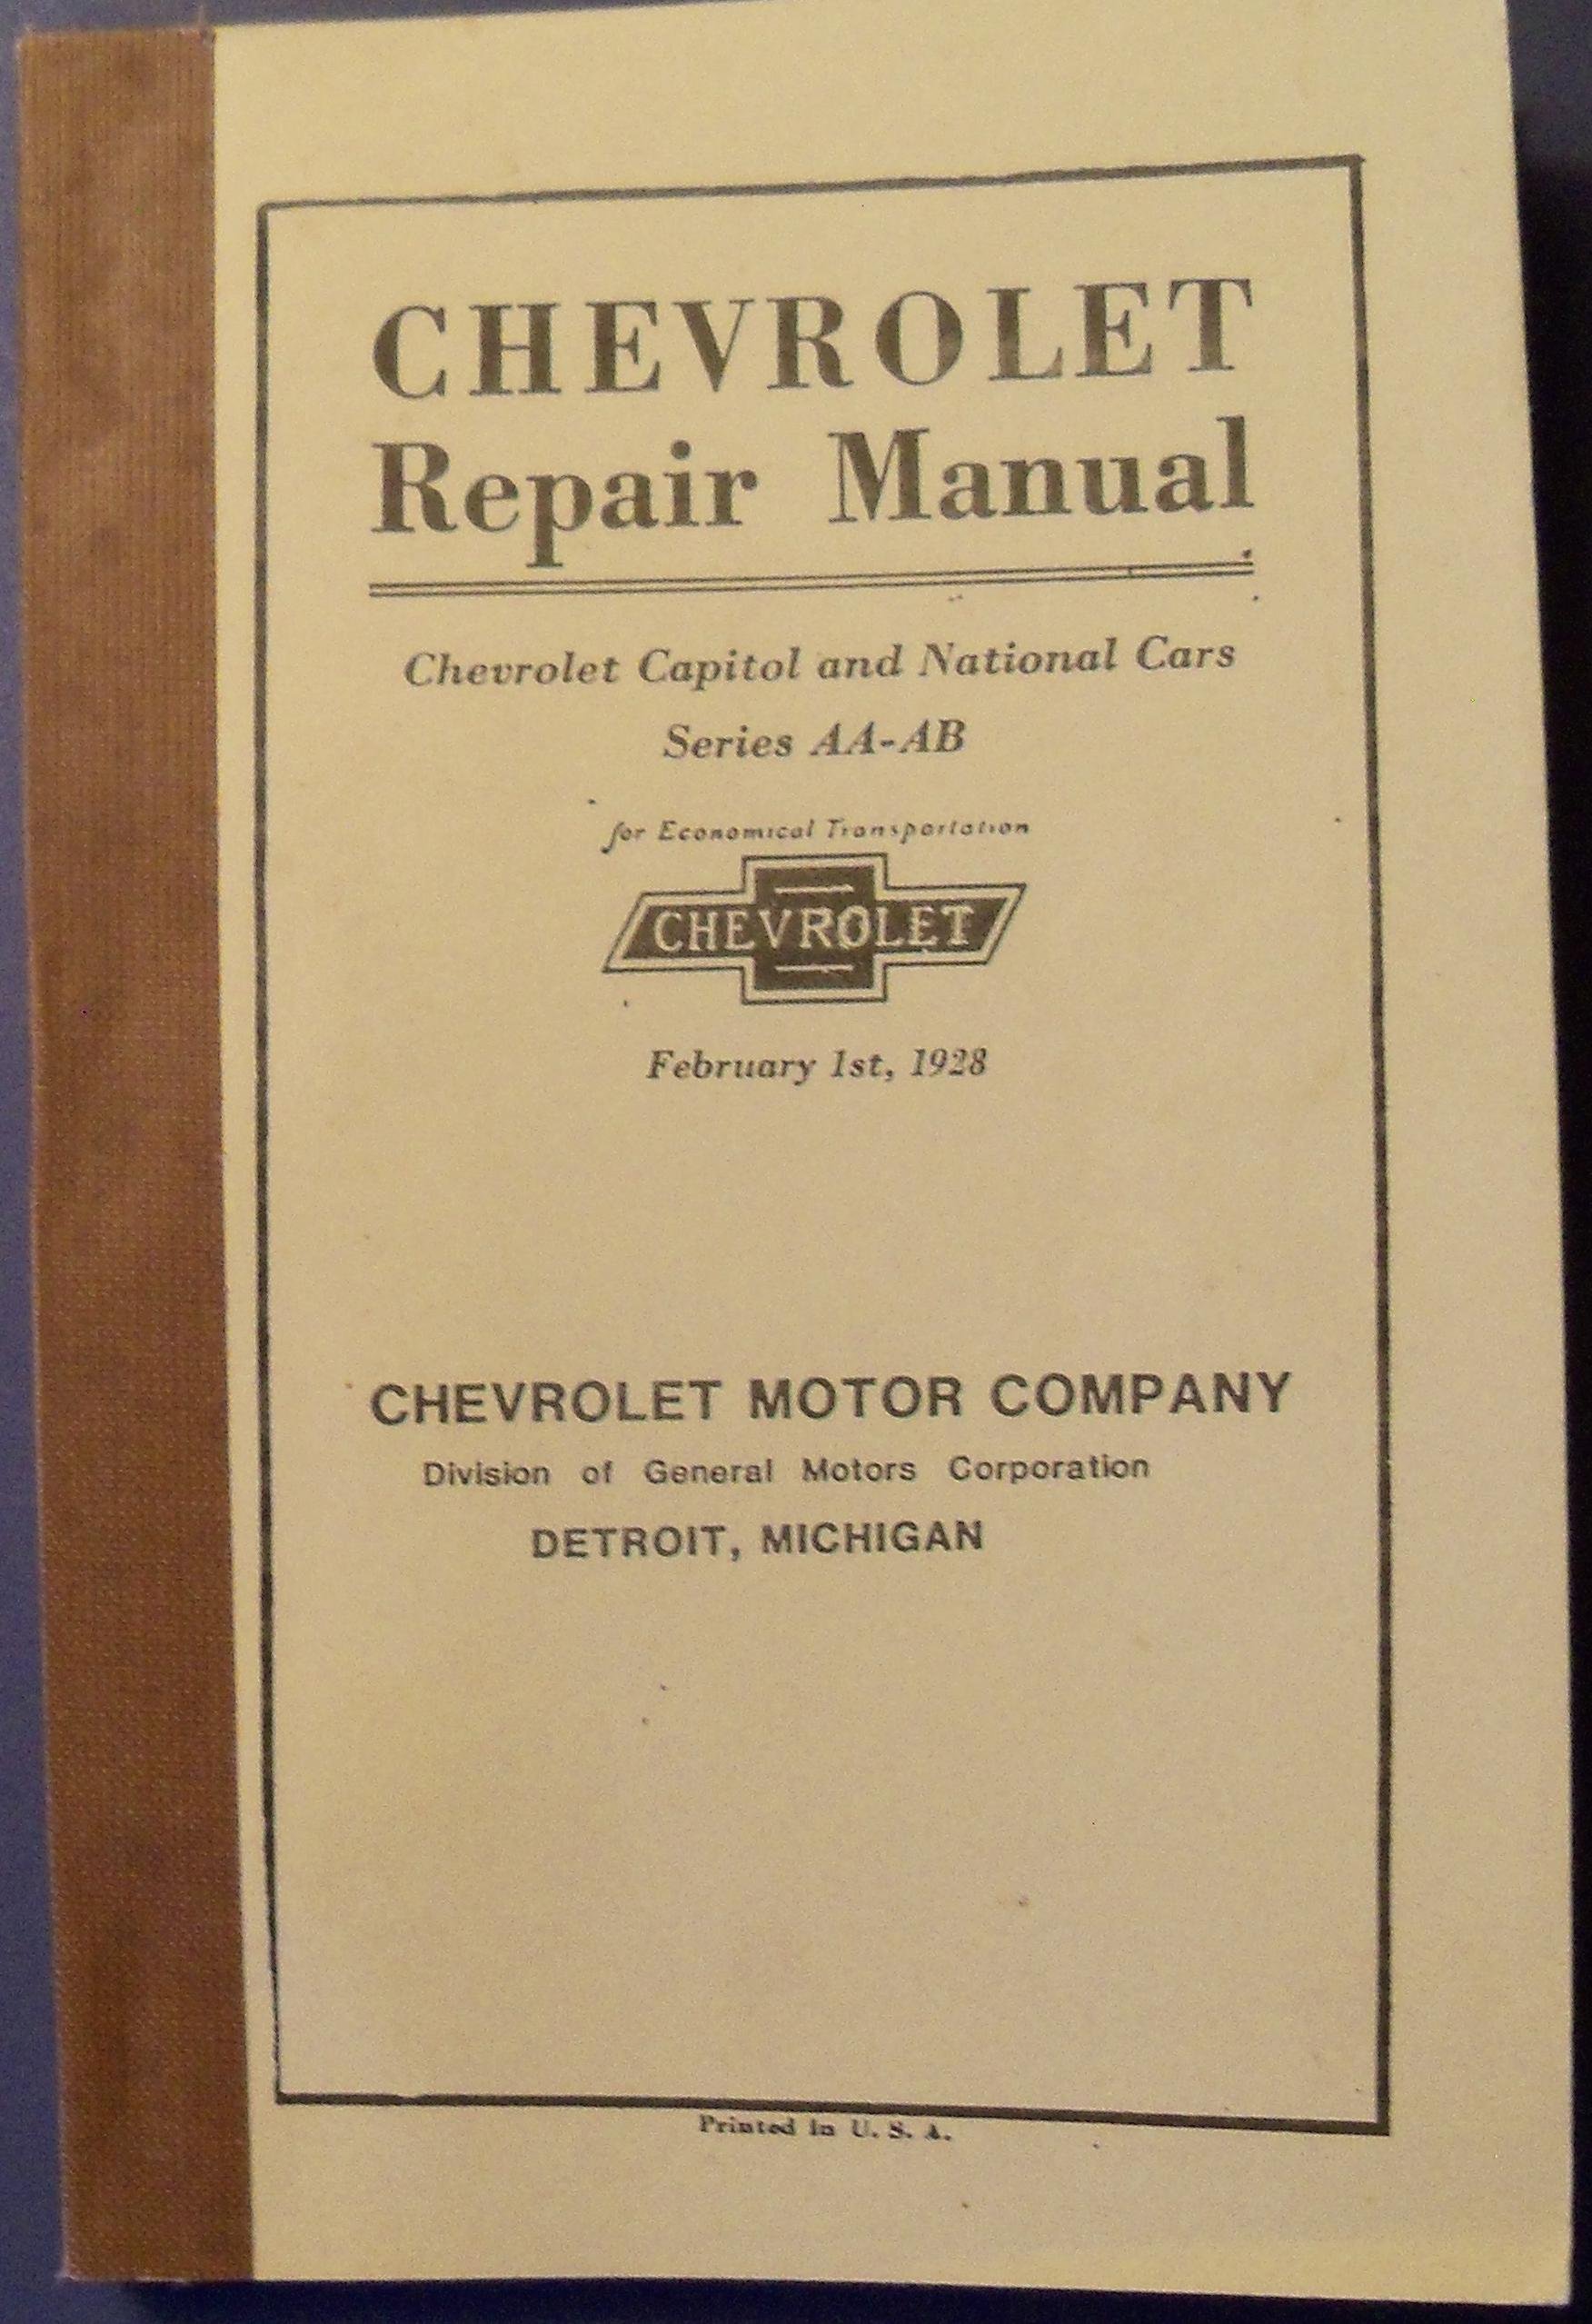 CHEVROLET
Repair Manual
Chevrolet Capitol and National Cars
Series AA-AB
for Economical Transportation
CHEVROLET
February 1st, 1928
CHEVROLET MOTOR COMPANY
Division of General Motors Corporation
DETROIT, MICHIGAN
Printed in U. S. A.